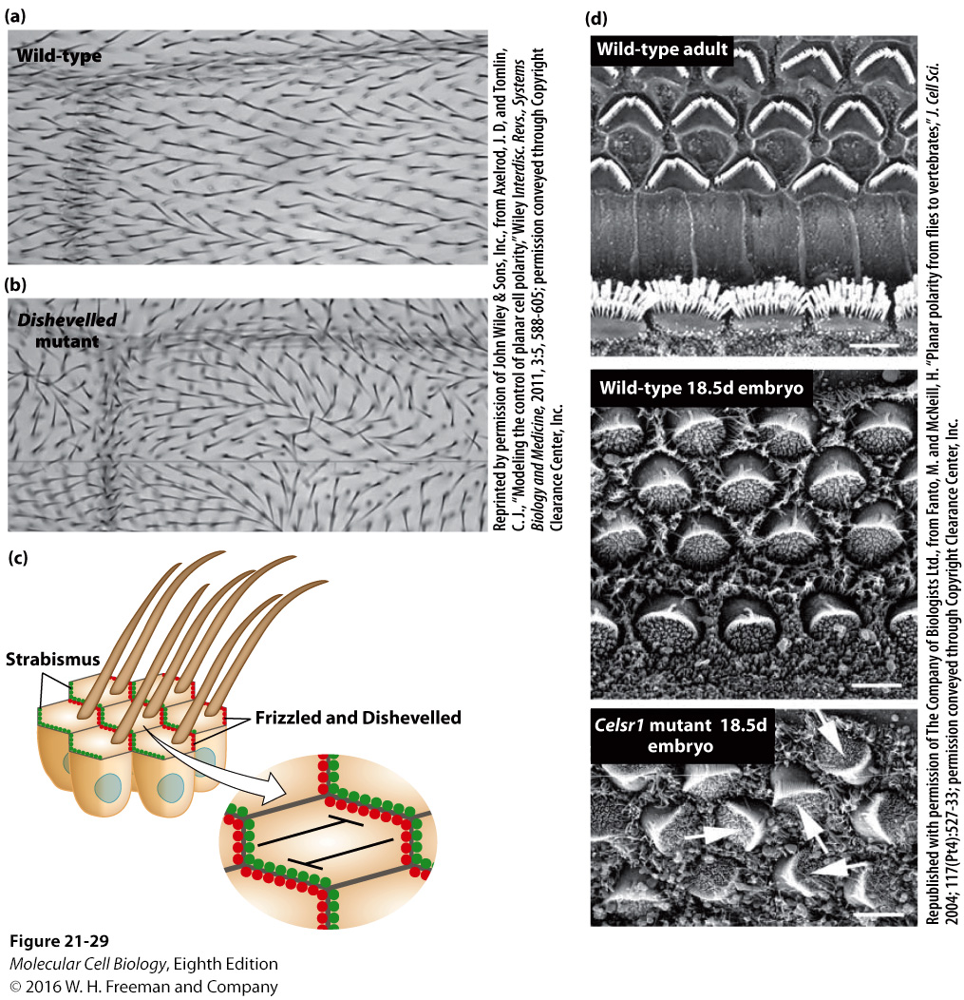 (a)
Wild-type
(b)
Dishevelled
mutant
Reprinted by permission of John Wiley & Sons, Inc., from Axelrod, J. D, and Tomlin,
C. J., "Modeling the control of planar cell polarity," Wiley Interdisc. Revs., Systems
Biology and Medicine, 2011, 3:5, 588-605; permission conveyed through Copyright
Clearance Center, Inc.
(c)
Strabismus
Frizzled and Dishevelled
(d)
Wild-type adult
Wild-type 18.5d embryo
Celsr1 mutant 18.5d
embryo
Republished with permission of The Company of Biologists Ltd., from Fanto, M. and McNeill, H. "Planar polarity from flies to vertebrates," J. Cell Sci.
2004; 117(Pt4):527-33; permission conveyed through Copyright Clearance Center, Inc.
Figure 21-29
Molecular Cell Biology, Eighth Edition
© 2016 W. H. Freeman and Company